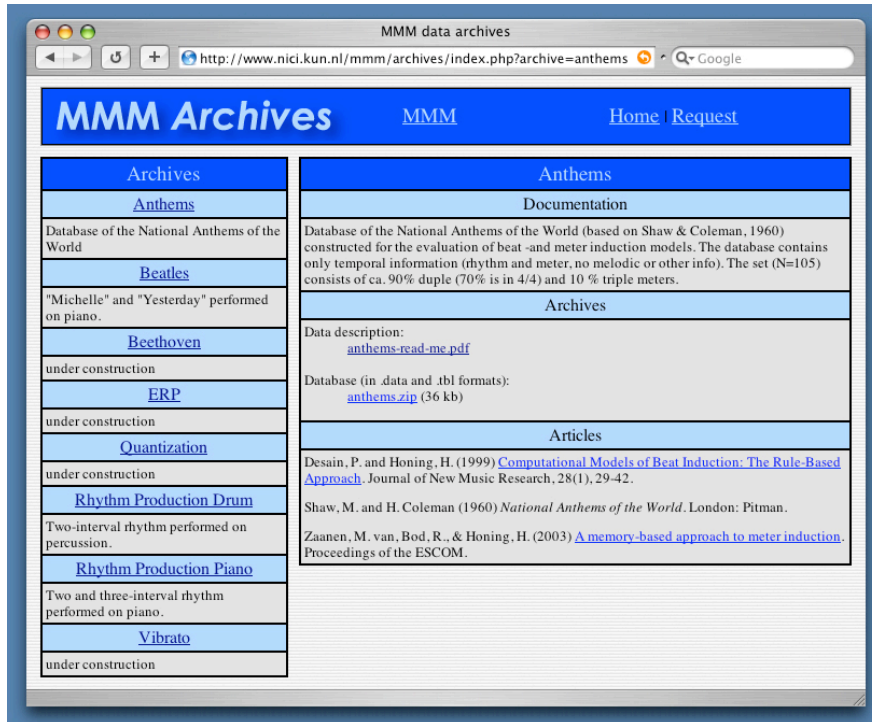 MMM data archives
http://www.nici.kun.nl/mmm/archives/index.php?archive=anthems
Google
MMM Archives
MMM
Home | Request
Archives
Anthems
Database of the National Anthems of the
World
Beatles
"Michelle" and "Yesterday" performed
on piano.
Beethoven
under construction
ERP
under construction
Quantization
under construction
Rhythm Production Drum
Two-interval rhythm performed on
percussion.
Rhythm Production Piano
Two and three-interval rhythm
performed on piano.
Vibrato
under construction
Anthems
Documentation
Database of the National Anthems of the World (based on Shaw & Coleman, 1960)
constructed for the evaluation of beat -and meter induction models. The database contains
only temporal information (rhythm and meter, no melodic or other info). The set (N=105)
consists of ca. 90% duple (70% is in 4/4) and 10 % triple meters.
Archives
Data description:
anthems-read-me.pdf
Database (in .data and .tbl formats):
anthems.zip (36 kb)
Articles
Desain, P. and Honing, H. (1999) Computational Models of Beat Induction: The Rule-Based
Approach. Journal of New Music Research, 28(1), 29-42.
Shaw, M. and H. Coleman (1960) National Anthems of the World. London: Pitman.
Zaanen, M. van, Bod, R., & Honing, H. (2003) A memory-based approach to meter induction.
Proceedings of the ESCOM.